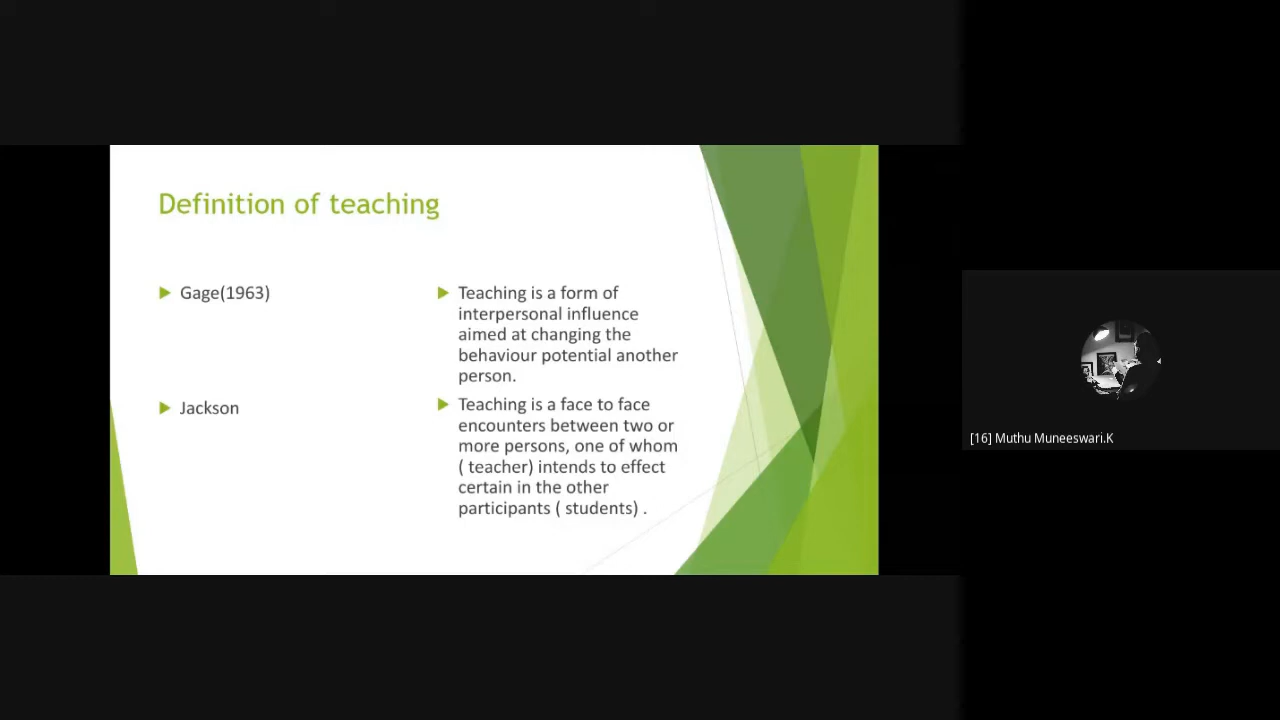 Definition of teaching
Gage(1963)
Teaching is a form of
interpersonal influence
aimed at changing the
behaviour potential another
person.
Jackson
Teaching is a face to face
encounters between two or
more persons, one of whom
( teacher) intends to effect
certain in the other
participants ( students) .
[16] Muthu Muneeswari.K